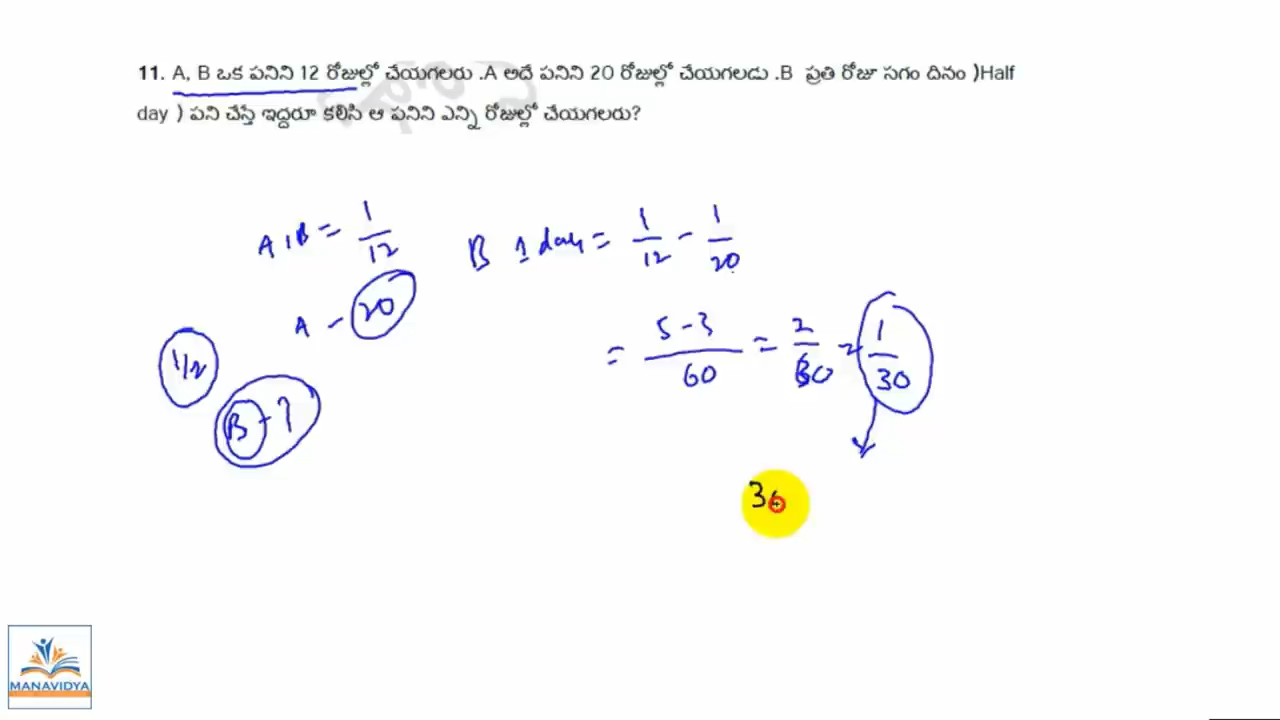 11. A, B ఒక పనిని 12 రోజుల్లో చేయగలరు .A అదే పనిని 20 రోజుల్లో చేయగలడు .B ప్రతి రోజూ సగం దినం )Half
day ) పని చేస్తే ఇద్దరూ కలిసి ఆ పనిని ఎన్ని రోజుల్లో చేయగలరు?
A,B = 1/12
B 1 day = 1/12 - 1/20
A - 20
= 5-3/60 = 2/60 = 1/30
1/2
B - ?
30
MANAVIDYA